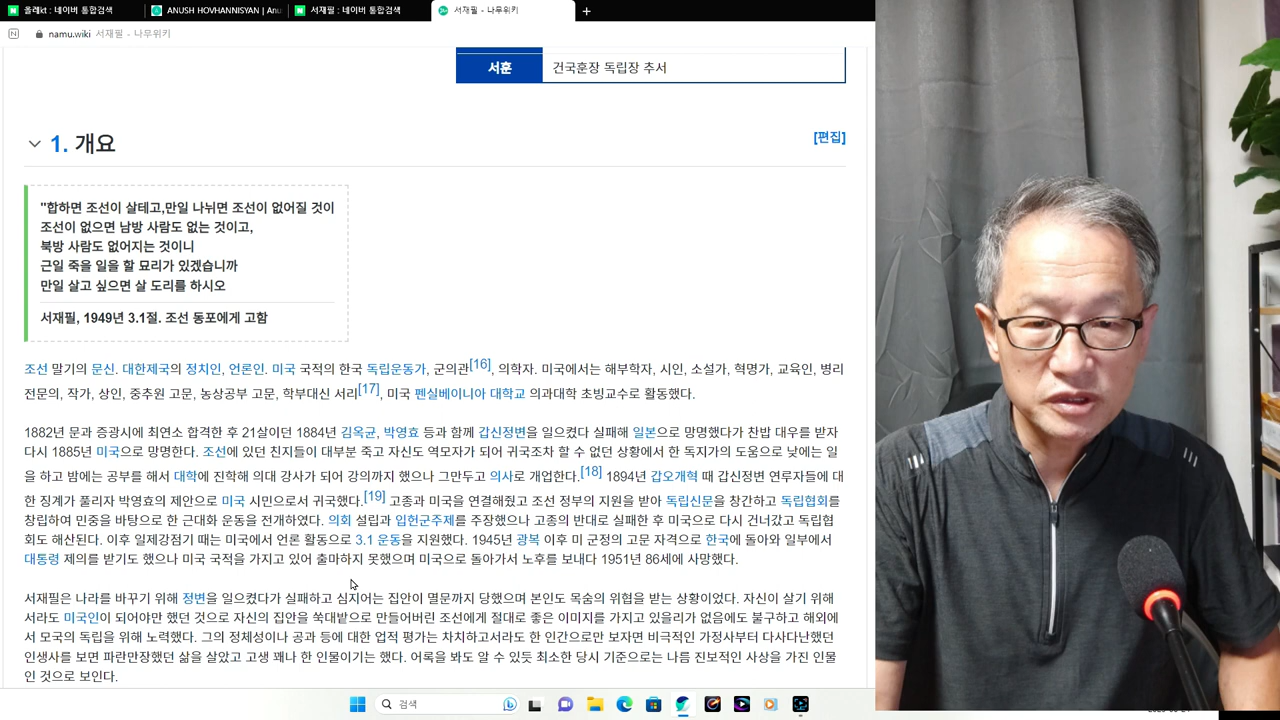 올레kt : 네이버 통합검색
ANUSH HOVHANNISYAN | Anu
서재필 : 네이버 통합검색
서재필 - 나무위키
namu.wiki 서재필 - 나무위키
서훈 건국훈장 독립장 추서
1. 개요 [편집]
"합하면 조선이 살테고,만일 나뉘면 조선이 없어질 것이
조선이 없으면 남방 사람도 없는 것이고,
북방 사람도 없어지는 것이니
근일 죽을 일을 할 묘리가 있겠습니까
만일 살고 싶으면 살 도리를 하시오
서재필, 1949년 3.1절. 조선 동포에게 고함
조선 말기의 문신. 대한제국의 정치인, 언론인. 미국 국적의 한국 독립운동가, 군의관[16], 의학자. 미국에서는 해부학자, 시인, 소설가, 혁명가, 교육인, 병리
전문의, 작가, 상인, 중추원 고문, 농상공부 고문, 학부대신 서리[17], 미국 펜실베이니아 대학교 의과대학 초빙교수로 활동했다.
1882년 문과 증광시에 최연소 합격한 후 21살이던 1884년 김옥균, 박영효 등과 함께 갑신정변을 일으켰다 실패해 일본으로 망명했다가 찬밥 대우를 받자
다시 1885년 미국으로 망명한다. 조선에 있던 친지들이 대부분 죽고 자신도 역모자가 되어 귀국조차 할 수 없던 상황에서 한 독지가의 도움으로 낮에는 일
을 하고 밤에는 공부를 해서 대학에 진학해 의대 강사가 되어 강의까지 했으나 그만두고 의사로 개업한다.[18] 1894년 갑오개혁 때 갑신정변 연루자들에 대
한 징계가 풀리자 박영효의 제안으로 미국 시민으로서 귀국했다.[19] 고종과 미국을 연결해줬고 조선 정부의 지원을 받아 독립신문을 창간하고 독립협회를
창립하여 민중을 바탕으로 한 근대화 운동을 전개하였다. 의회 설립과 입헌군주제를 주장했으나 고종의 반대로 실패한 후 미국으로 다시 건너갔고 독립협
회도 해산된다. 이후 일제강점기 때는 미국에서 언론 활동으로 3.1 운동을 지원했다. 1945년 광복 이후 미 군정의 고문 자격으로 한국에 돌아와 일부에서
대통령 제의를 받기도 했으나 미국 국적을 가지고 있어 출마하지 못했으며 미국으로 돌아가서 노후를 보내다 1951년 86세에 사망했다.
서재필은 나라를 바꾸기 위해 정변을 일으켰다가 실패하고 심지어는 집안이 멸문까지 당했으며 본인도 목숨의 위협을 받는 상황이었다. 자신이 살기 위해
서라도 미국인이 되어야만 했던 것으로 자신의 집안을 쑥대밭으로 만들어버린 조선에게 절대로 좋은 이미지를 가지고 있을리가 없음에도 불구하고 해외에
서 모국의 독립을 위해 노력했다. 그의 정체성이나 공과 등에 대한 업적 평가는 차치하고서라도 한 인간으로만 보자면 비극적인 가정사부터 다사다난했던
인생사를 보면 파란만장했던 삶을 살았고 고생 꽤나 한 인물이기는 했다. 어록을 봐도 알 수 있듯 최소한 당시 기준으로는 나름 진보적인 사상을 가진 인물
인 것으로 보인다.
검색